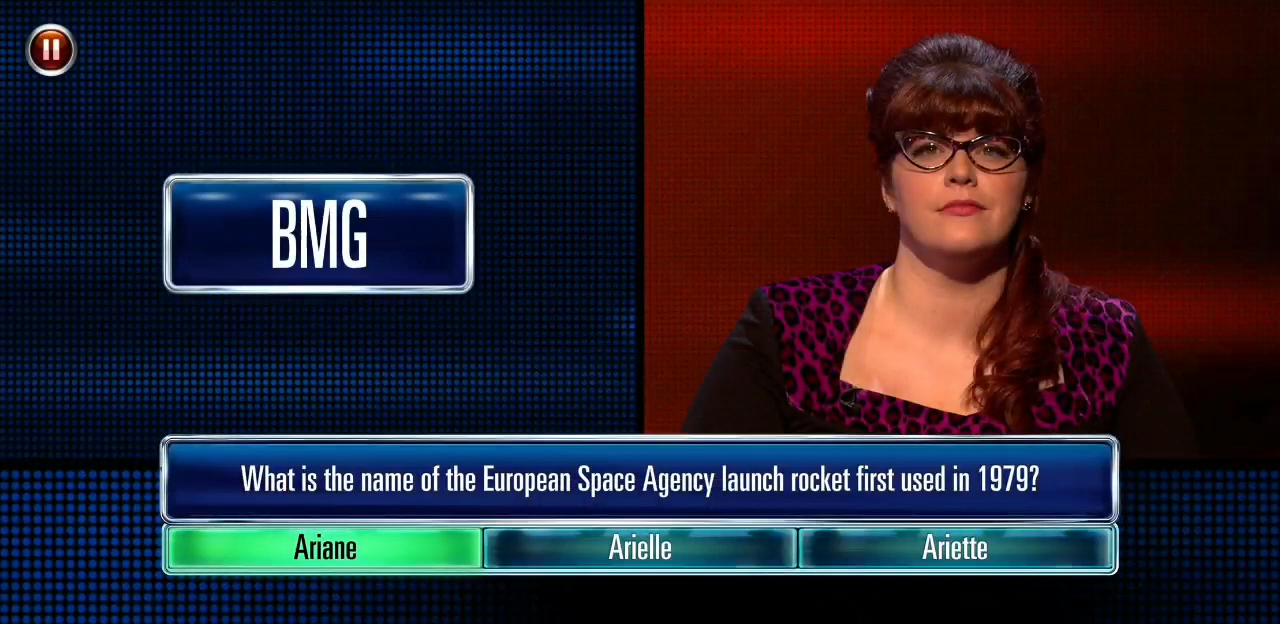 BMG
What is the name of the European Space Agency launch rocket first used in 1979?
Ariane
Arielle
Ariette